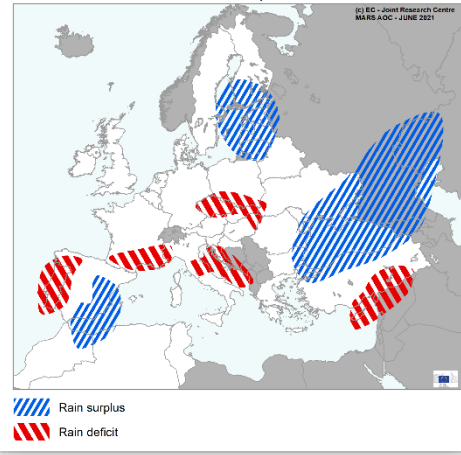 (c) EC - Joint Research Centre
MARS AOC - JUNE 2021
Rain surplus
Rain deficit